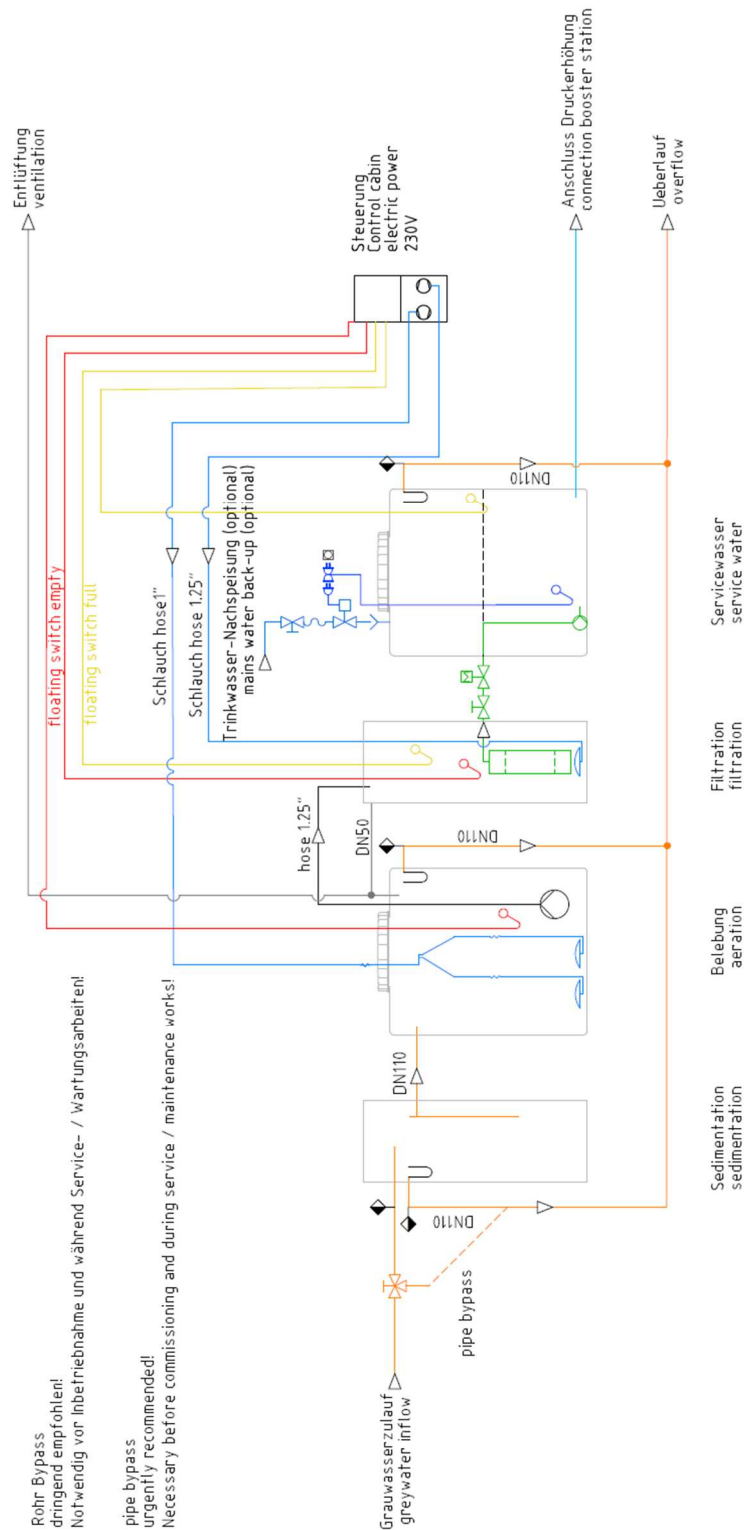 Rohr Bypass
dringend empfohlen!
Notwendig vor Inbetriebnahme und während Service- / Wartungsarbeiten!
pipe bypass
urgently recommended!
Necessary before commissioning and during service / maintenance works!
Entlüftung
ventilation
floating switch empty
floating switch full
Schlauch hose1"
Schlauch hose 1.25"
Trinkwasser-Nachspeisung (optional)
mains water back-up (optional)
Steuerung
Control cabin
electric power
230V
hose 1.25"
DN50
DN110
DN110
DN110
DN110
M
Grauwasserzulauf
greywater inflow
pipe bypass
Anschluss Druckerhöhung
connection booster station
Ueberlauf
overflow
Sedimentation
sedimentation
Belebung
aeration
Filtration
filtration
Servicewasser
service water